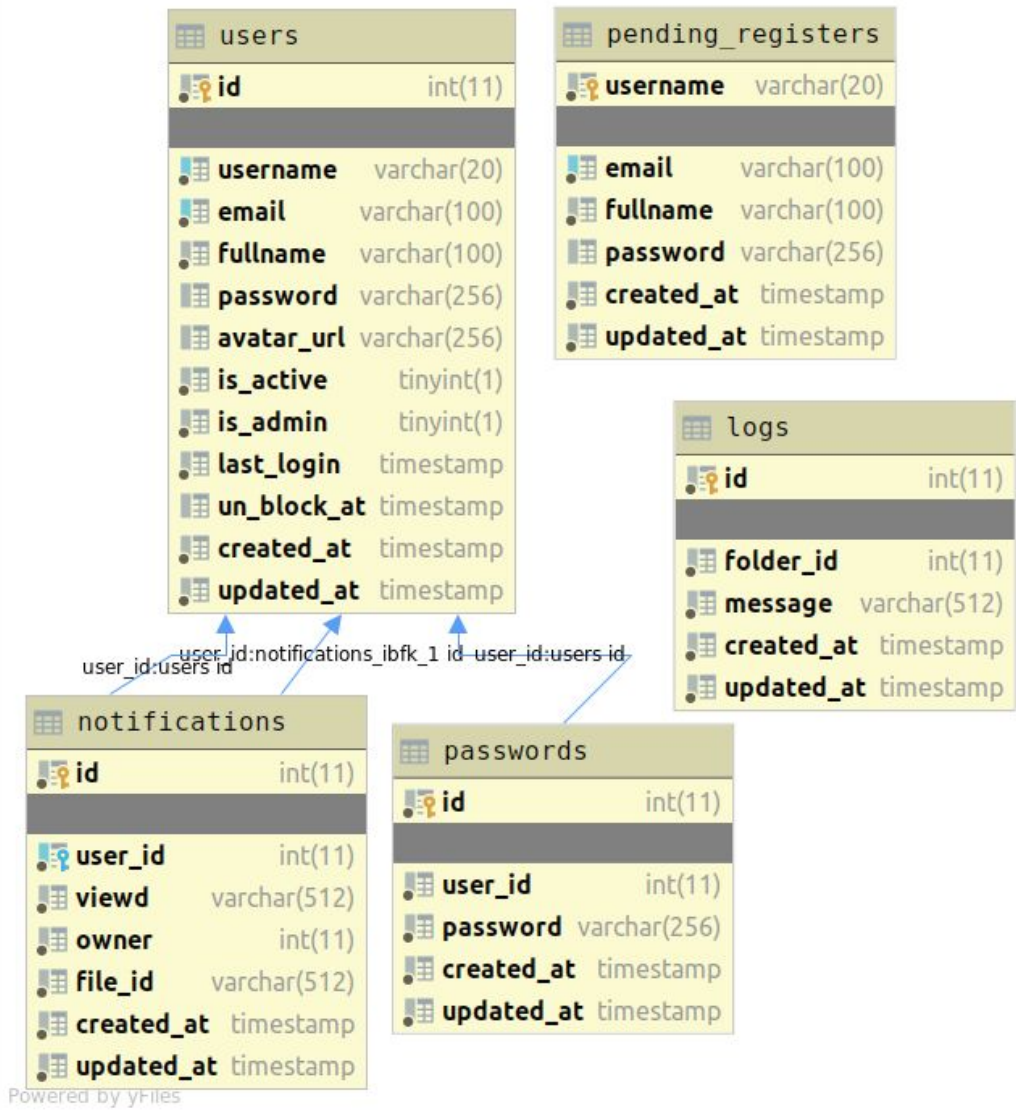 users
id int(11)
username varchar(20)
email varchar(100)
fullname varchar(100)
password varchar(256)
avatar_url varchar(256)
is_active tinyint(1)
is_admin tinyint(1)
last_login timestamp
un_block_at timestamp
created_at timestamp
updated_at timestamp
pending_registers
username varchar(20)
email varchar(100)
fullname varchar(100)
password varchar(256)
created_at timestamp
updated_at timestamp
logs
id int(11)
folder_id int(11)
message varchar(512)
created_at timestamp
updated_at timestamp
user_id:users id
user_id:notifications_ibfk_1 id
user_id:users id
notifications
id int(11)
user_id int(11)
viewd varchar(512)
owner int(11)
file_id varchar(512)
created_at timestamp
updated_at timestamp
passwords
id int(11)
user_id int(11)
password varchar(256)
created_at timestamp
updated_at timestamp
Powered by yFiles